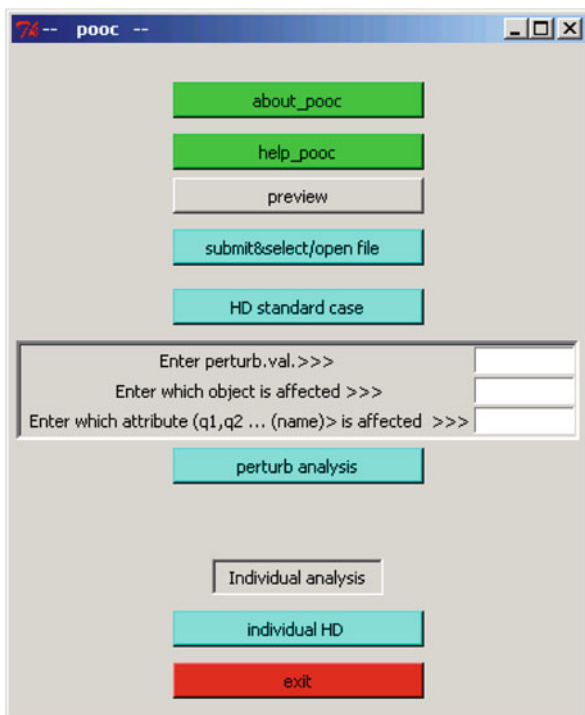 7% -- pooc --
about_pooc
help_pooc
preview
submit&select/open file
HD standard case
Enter perturb.val.>>>
Enter which object is affected >>>
Enter which attribute (q1,q2 ... (name)> is affected >>>
perturb analysis
Individual analysis
individual HD
exit